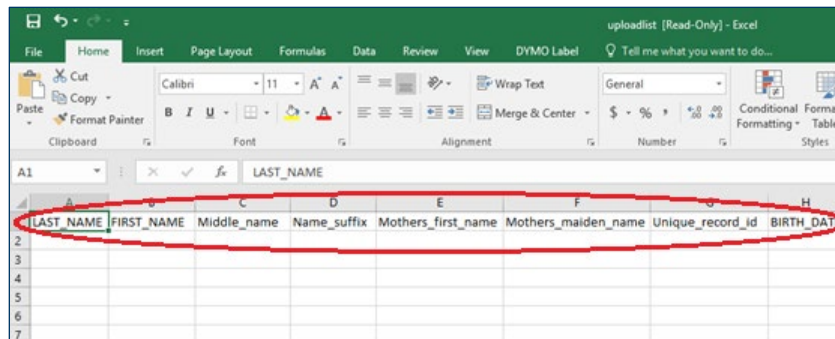 uploadlist [Read-Only] - Excel
File Home Insert Page Layout Formulas Data Review View DYMO Label Tell me what you want to do...
Cut
Copy
Format Painter
Paste
Calibri 11 A A
B I U A
Wrap Text
Merge & Center
General
$ % ,
Conditional Formatting
Clipboard Font Alignment Number Styles
A1 fx LAST_NAME
A B C D E F G H
LAST_NAME FIRST_NAME Middle_name Name_suffix Mothers_first_name Mothers_maiden_name Unique_record_id BIRTH_DAT
2
3
4
5
6
7